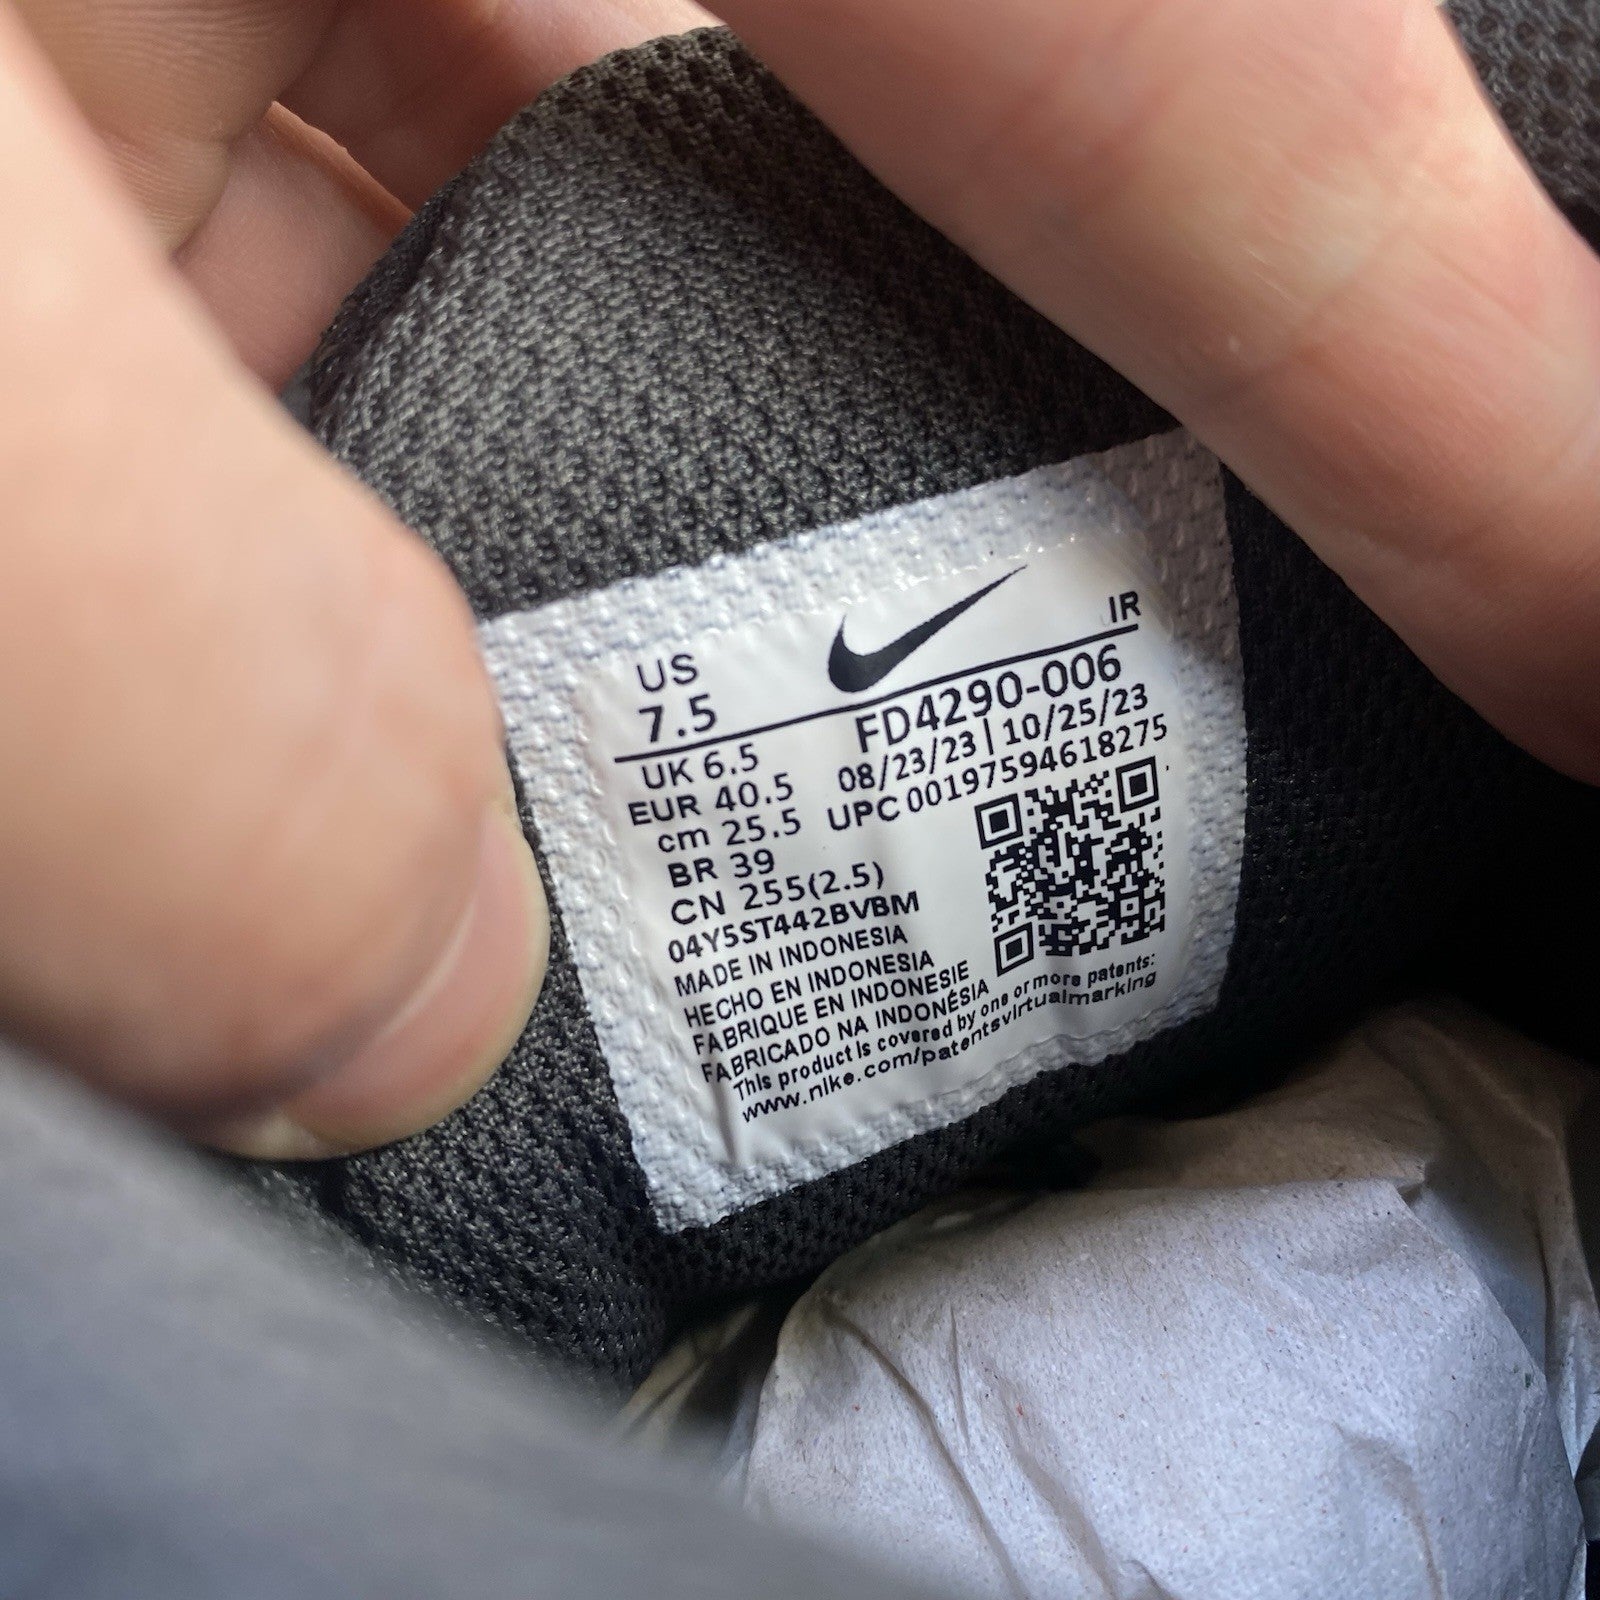 US
7.5
IR
FD4290-006
08/23/23 | 10/25/23
UPC 00197594618275
UK 6.5
EUR 40.5
cm 25.5
BR 39
CN 255(2.5)
04Y5ST442BVBM
MADE IN INDONESIA
HECHO EN INDONESIA
FABRIQUE EN INDONESIE
FABRICADO NA INDONÉSIA
This product is covered by one or more patents:
www.nike.com/patentsvirtualmarking